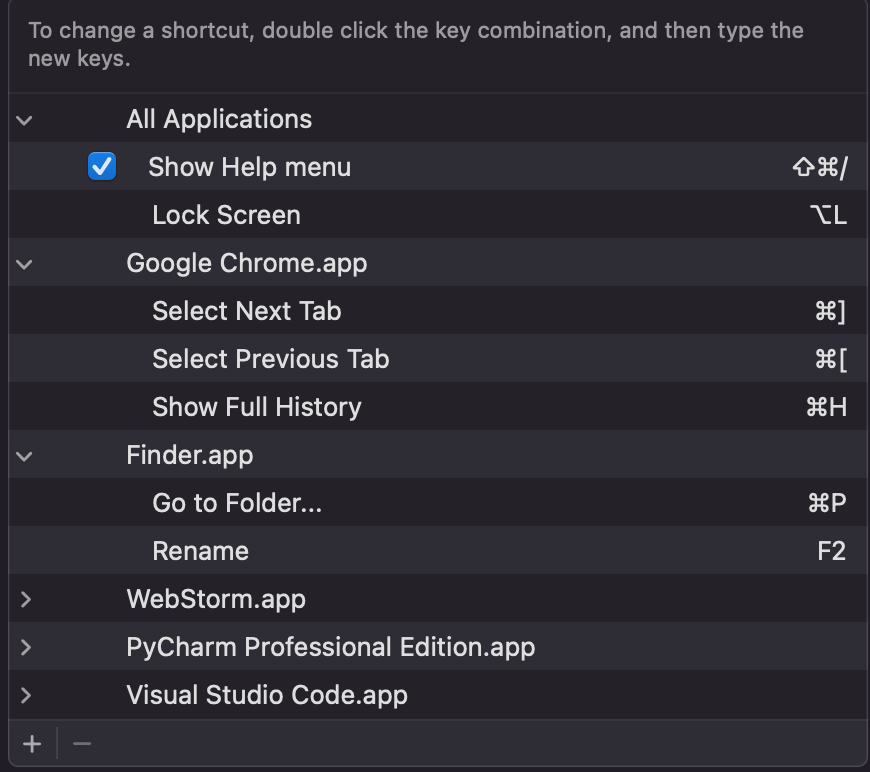 To change a shortcut, double click the key combination, and then type the
new keys.
All Applications
Show Help menu ⇧⌘/
Lock Screen ⌥L
Google Chrome.app
Select Next Tab ⌘]
Select Previous Tab ⌘[
Show Full History ⌘H
Finder.app
Go to Folder... ⌘P
Rename F2
WebStorm.app
PyCharm Professional Edition.app
Visual Studio Code.app